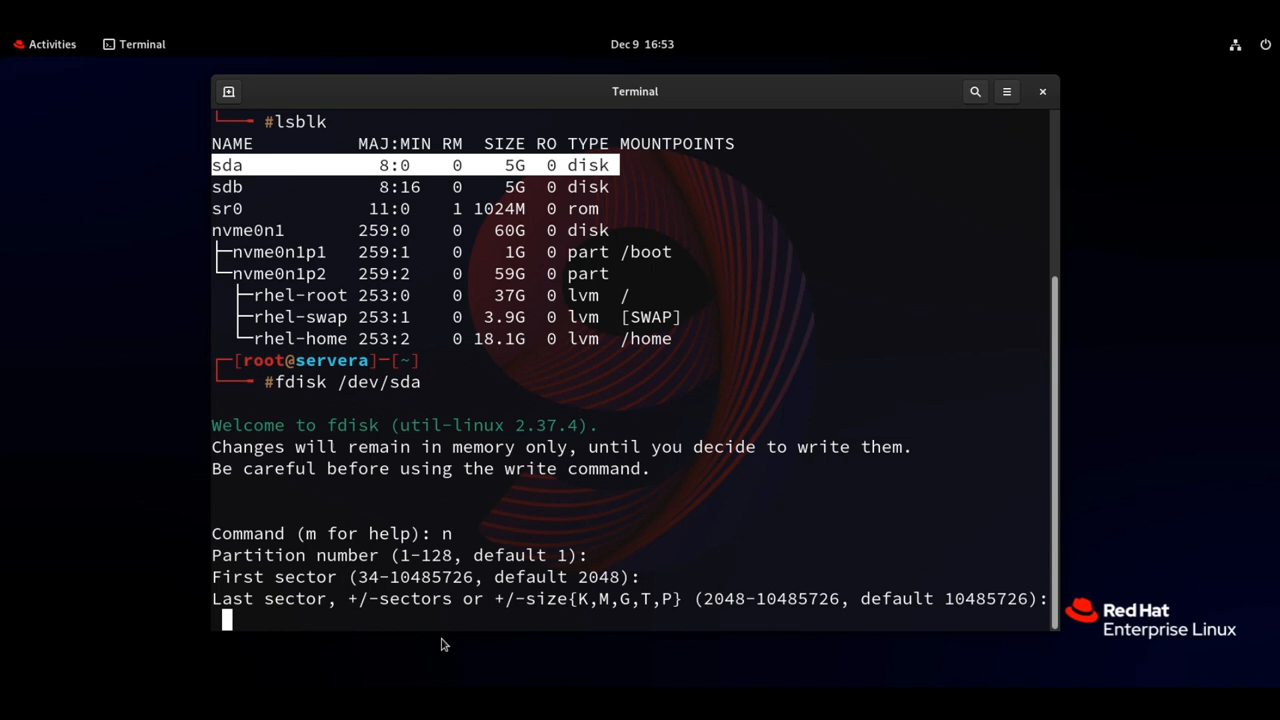 Activities
Terminal
Dec 9 16:53
Terminal
#lsblk
NAME MAJ:MIN RM SIZE RO TYPE MOUNTPOINTS
sda 8:0 0 5G 0 disk
sdb 8:16 0 5G 0 disk
sr0 11:0 1 1024M 0 rom
nvme0n1 259:0 0 60G 0 disk
├─nvme0n1p1 259:1 0 1G 0 part /boot
└─nvme0n1p2 259:2 0 59G 0 part
├─rhel-root 253:0 0 37G 0 lvm /
├─rhel-swap 253:1 0 3.9G 0 lvm [SWAP]
└─rhel-home 253:2 0 18.1G 0 lvm /home
┌─[root@servera]─[~]
└──╼ #fdisk /dev/sda
Welcome to fdisk (util-linux 2.37.4).
Changes will remain in memory only, until you decide to write them.
Be careful before using the write command.
Command (m for help): n
Partition number (1-128, default 1):
First sector (34-10485726, default 2048):
Last sector, +/-sectors or +/-size{K,M,G,T,P} (2048-10485726, default 10485726):
Red Hat
Enterprise Linux